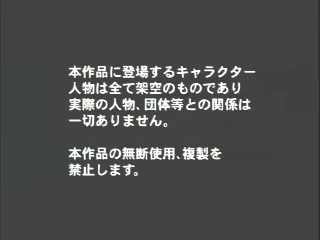 本作品に登場するキャラクター
人物は全て架空のものであり
実際の人物、団体等との関係は
一切ありません。
本作品の無断使用、複製を
禁止します。